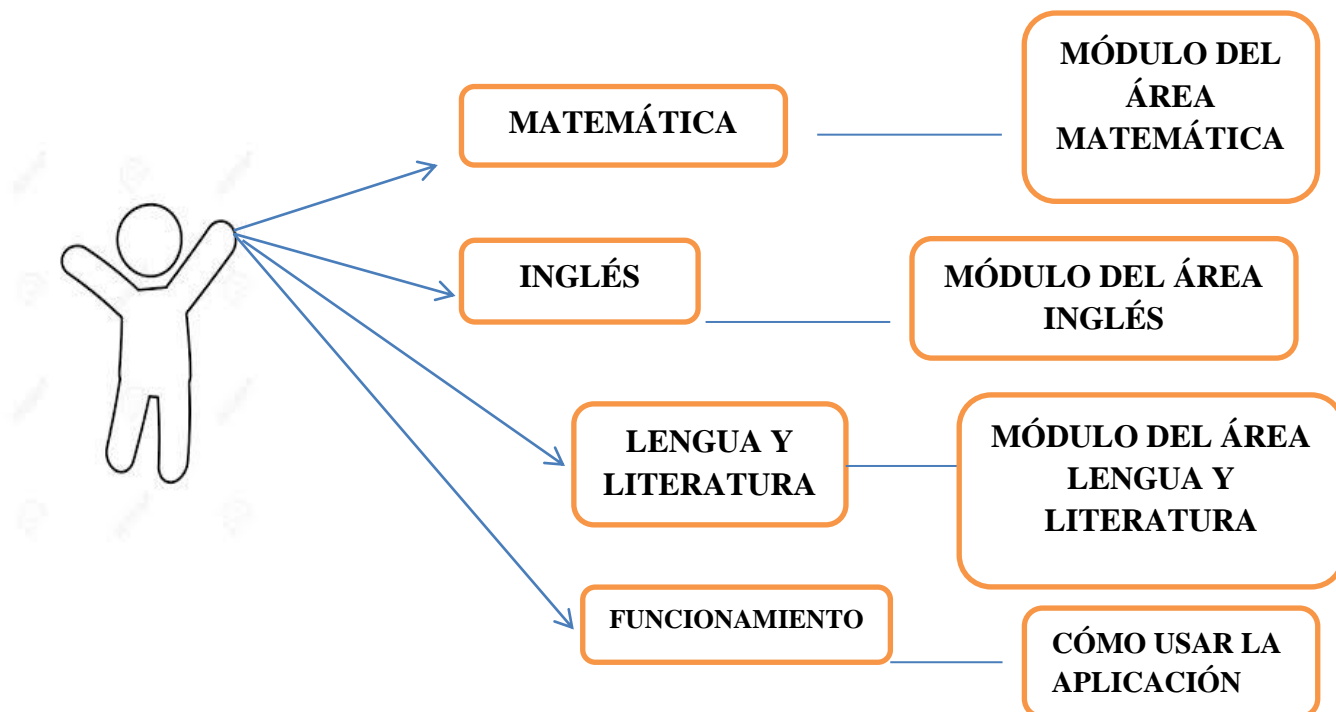 MATEMÁTICA
MÓDULO DEL
ÁREA
MATEMÁTICA
INGLÉS
MÓDULO DEL ÁREA
INGLÉS
LENGUA Y
LITERATURA
MÓDULO DEL ÁREA
LENGUA Y
LITERATURA
FUNCIONAMIENTO
CÓMO USAR LA
APLICACIÓN